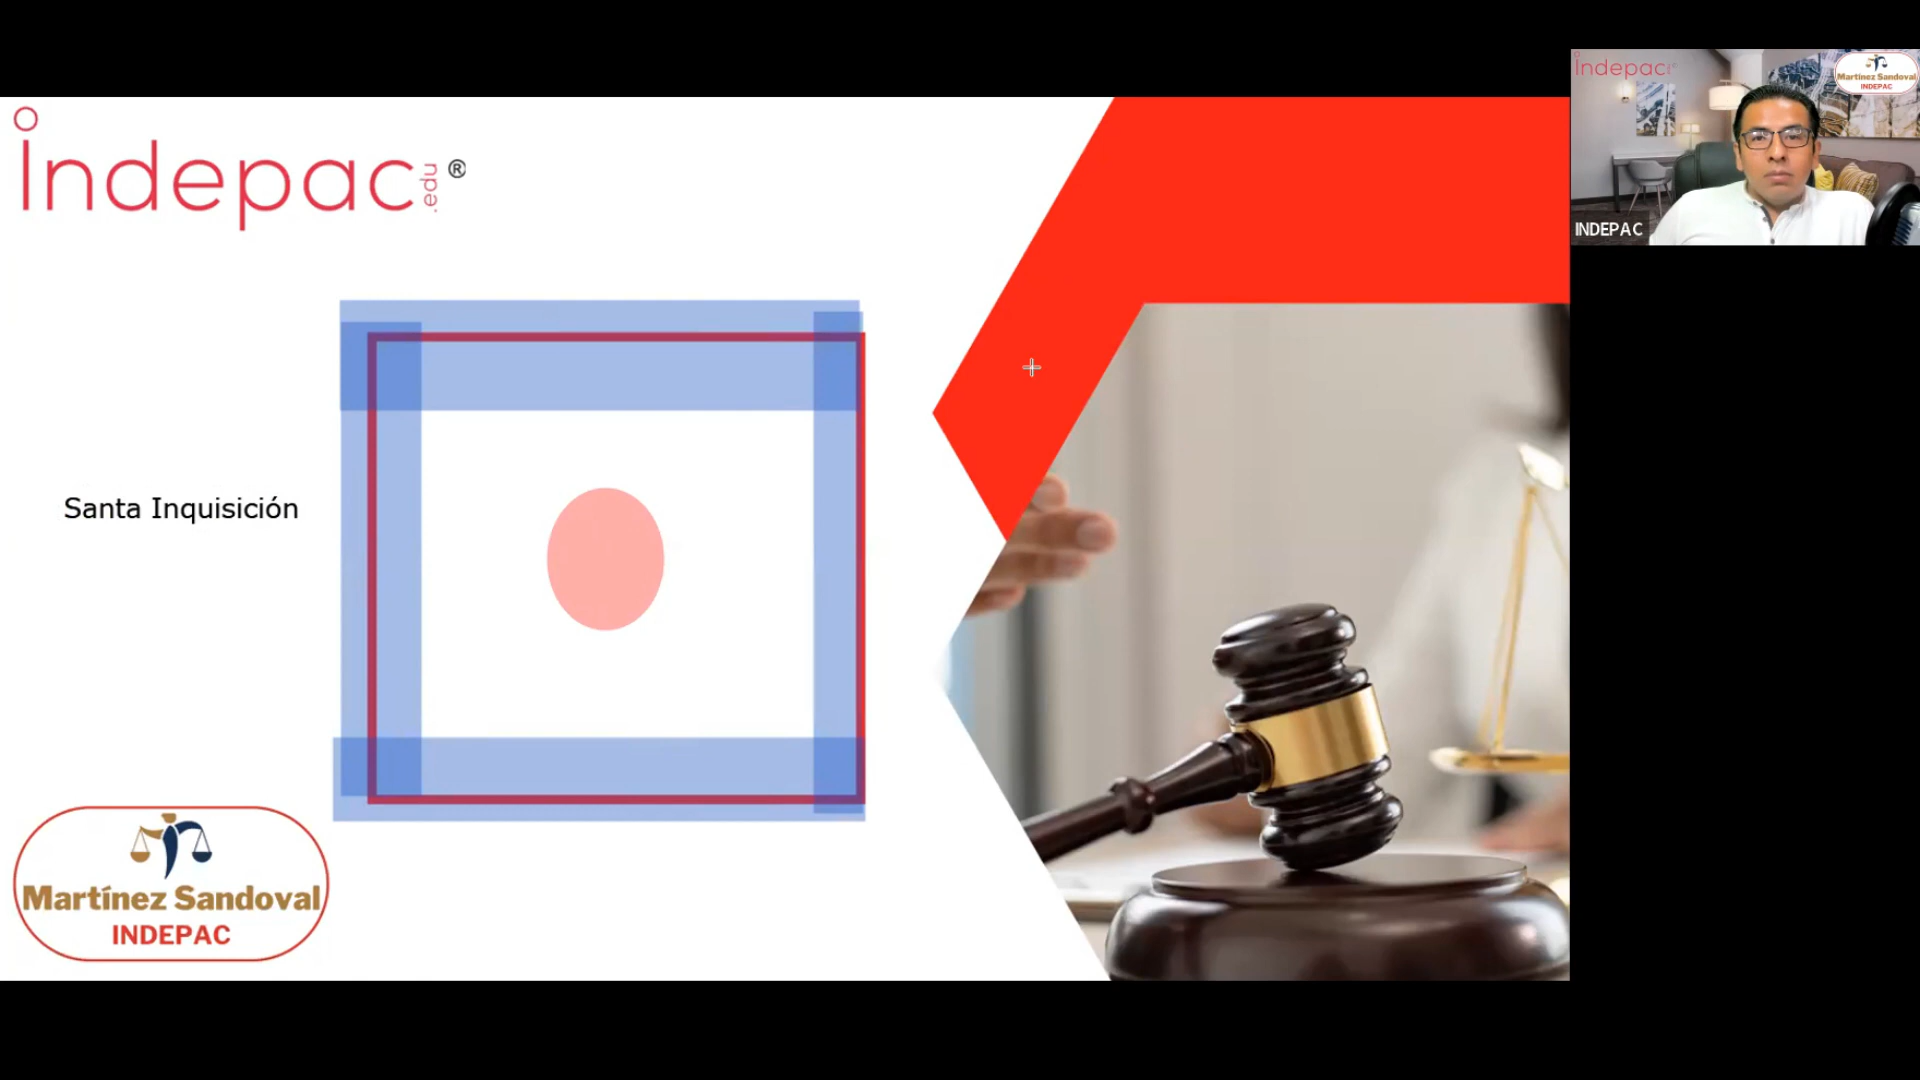 indepac .edu ®
Santa Inquisición
Martínez Sandoval
INDEPAC
indepac
Martínez Sandoval
INDEPAC
INDEPAC